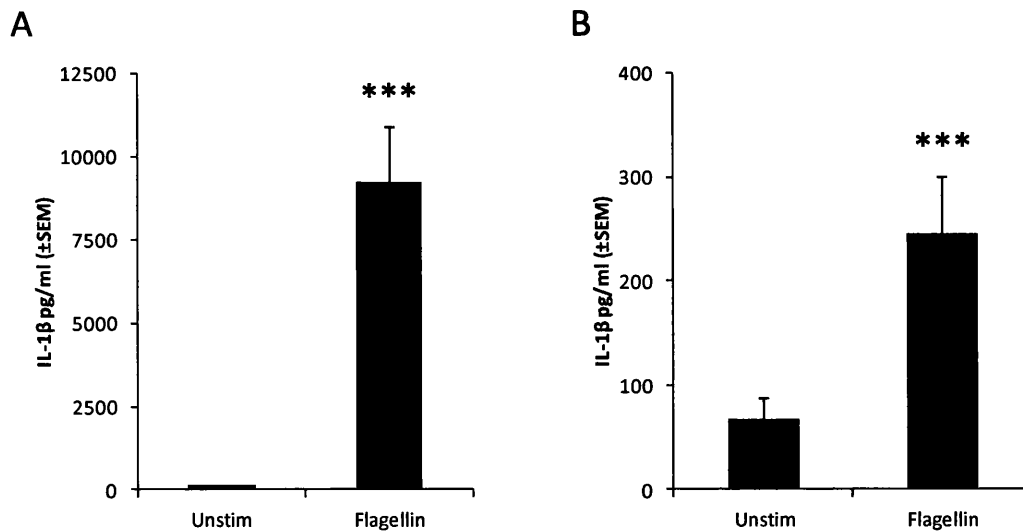 A
IL-1β pg/ml (±SEM)
12500
10000
7500
5000
2500
0
***
Unstim
Flagellin
B
IL-1β pg/ml (±SEM)
400
300
200
100
0
***
Unstim
Flagellin